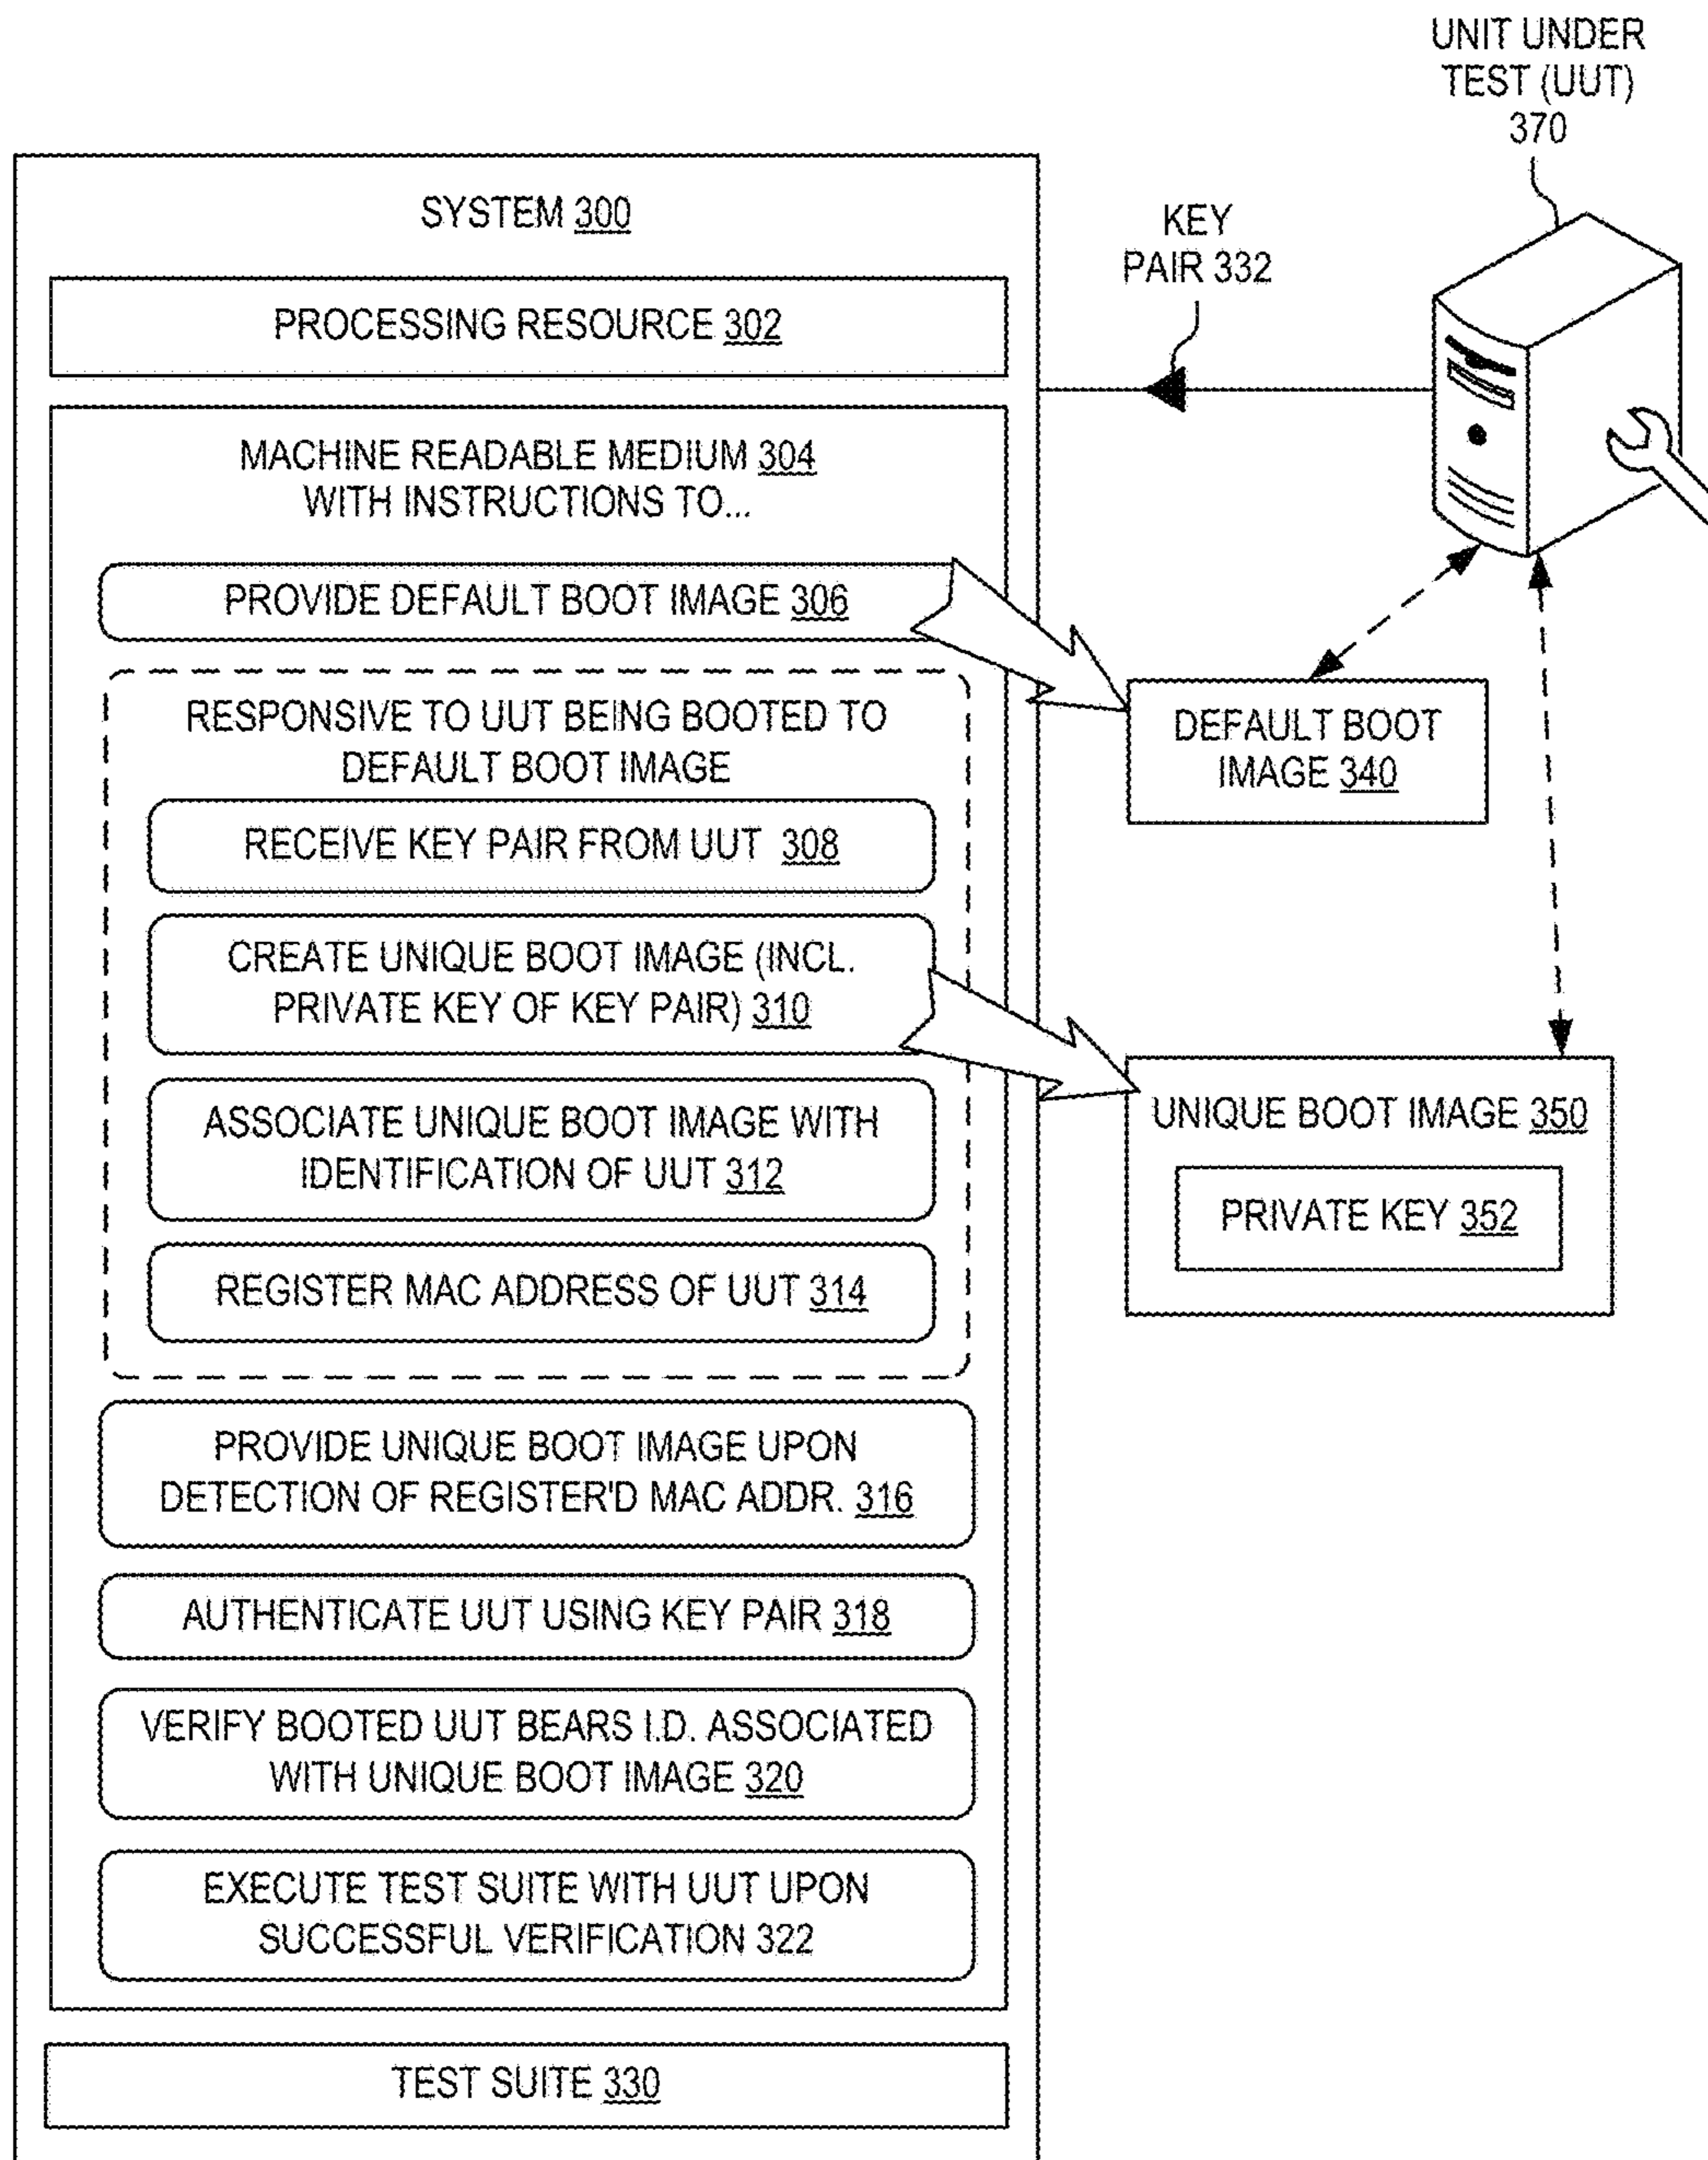 UNIT UNDER
TEST (UUT)
370
SYSTEM 300
KEY
PAIR 332
PROCESSING RESOURCE 302
MACHINE READABLE MEDIUM 304
WITH INSTRUCTIONS TO...
PROVIDE DEFAULT BOOT IMAGE 306
RESPONSIVE TO UUT BEING BOOTED TO
DEFAULT BOOT IMAGE
DEFAULT BOOT
IMAGE 340
RECEIVE KEY PAIR FROM UUT 308
CREATE UNIQUE BOOT IMAGE (INCL.
PRIVATE KEY OF KEY PAIR) 310
ASSOCIATE UNIQUE BOOT IMAGE WITH
IDENTIFICATION OF UUT 312
UNIQUE BOOT IMAGE 350
PRIVATE KEY 352
REGISTER MAC ADDRESS OF UUT 314
PROVIDE UNIQUE BOOT IMAGE UPON
DETECTION OF REGISTER'D MAC ADDR. 316
AUTHENTICATE UUT USING KEY PAIR 318
VERIFY BOOTED UUT BEARS I.D. ASSOCIATED
WITH UNIQUE BOOT IMAGE 320
EXECUTE TEST SUITE WITH UUT UPON
SUCCESSFUL VERIFICATION 322
TEST SUITE 330